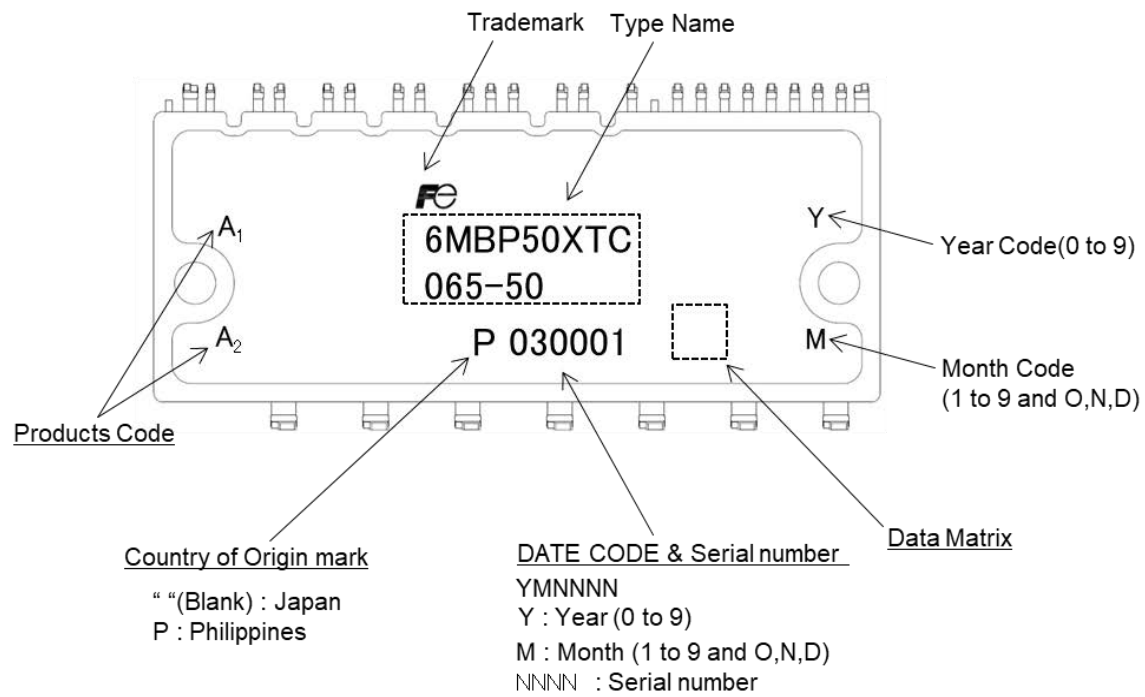 Trademark
Type Name
Fe
6MBP50XTC
065-50
A₁
A₂
Y
M
P 030001
Year Code(0 to 9)
Month Code
(1 to 9 and O,N,D)
Products Code
Country of Origin mark
“ “(Blank) : Japan
P : Philippines
DATE CODE & Serial number
YMNNNN
Y : Year (0 to 9)
M : Month (1 to 9 and O,N,D)
NNNN : Serial number
Data Matrix